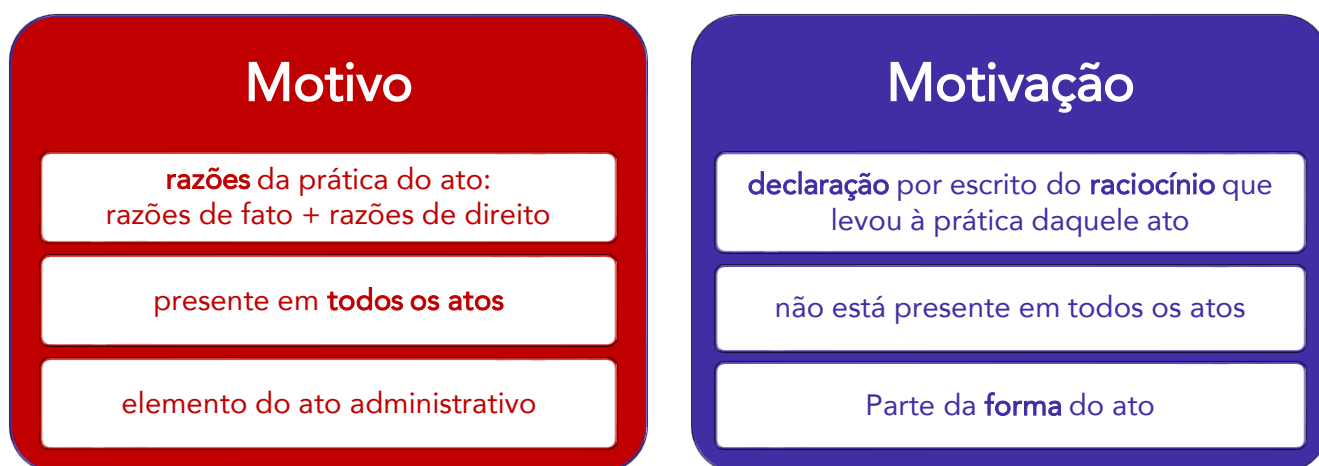 Motivo
razões da prática do ato:
razões de fato + razões de direito
presente em todos os atos
elemento do ato administrativo
Motivação
declaração por escrito do raciocínio que
levou à prática daquele ato
não está presente em todos os atos
Parte da forma do ato